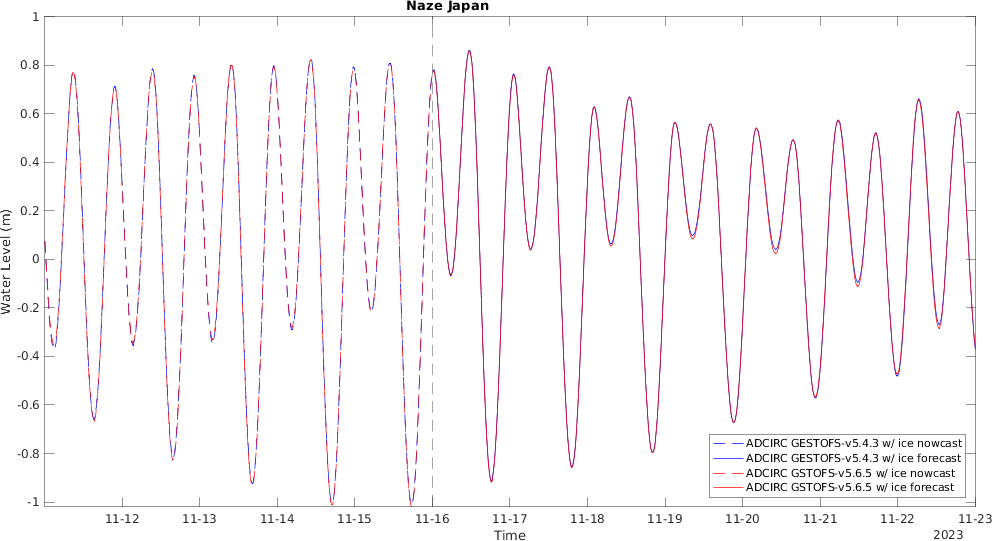 Naze Japan
1
0.8
0.6
0.4
0.2
0
-0.2
-0.4
-0.6
-0.8
-1
Water Level (m)
ADCIRC GESTOFS-v5.4.3 w/ ice nowcast
ADCIRC GESTOFS-v5.4.3 w/ ice forecast
ADCIRC GSTOFS-v5.6.5 w/ ice nowcast
ADCIRC GSTOFS-v5.6.5 w/ ice forecast
11-12 11-13 11-14 11-15 11-16 11-17 11-18 11-19 11-20 11-21 11-22 11-23
Time
2023